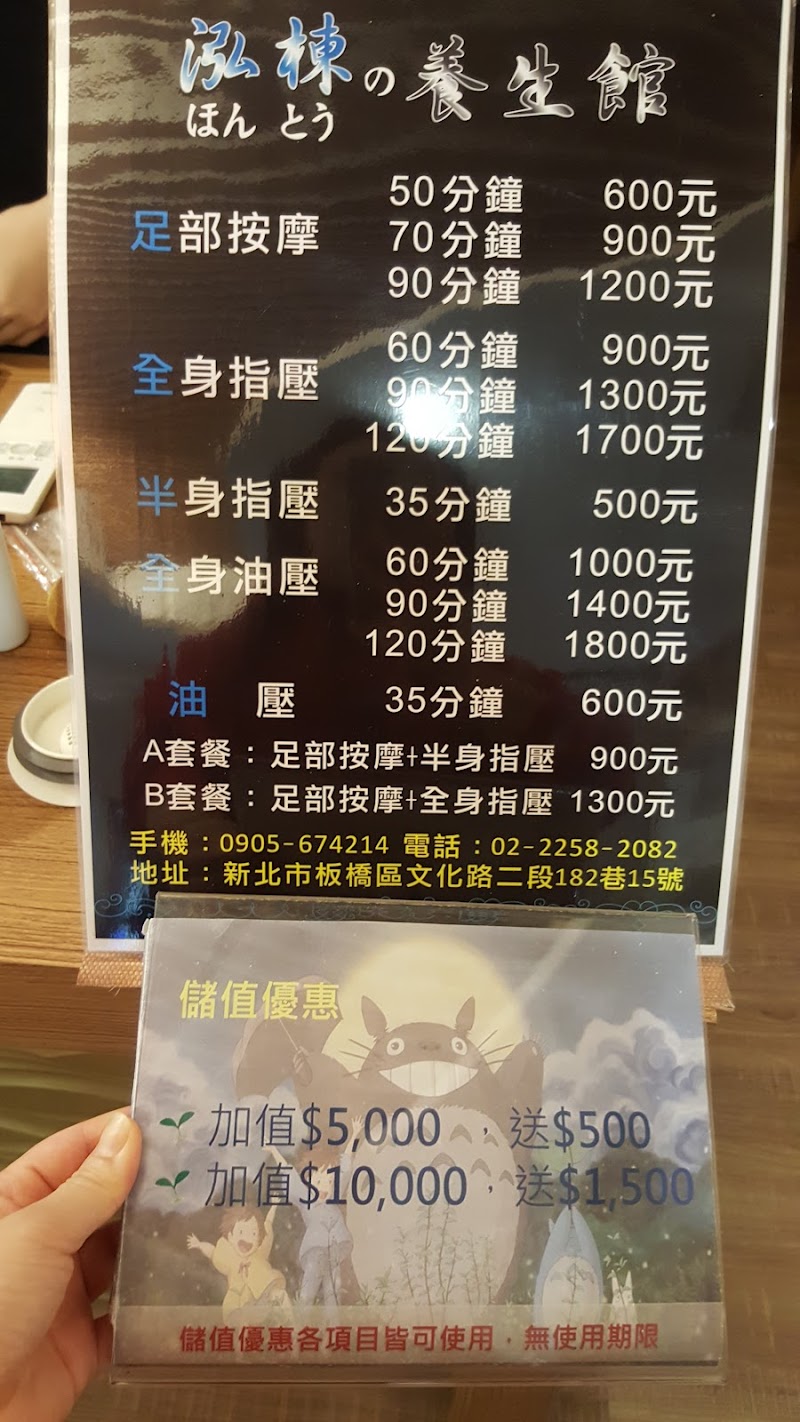 泓棟の養生館
ほんとう
足部按摩
50分鐘 600元
70分鐘 900元
90分鐘 1200元
全身指壓
60分鐘 900元
90分鐘 1300元
120分鐘 1700元
半身指壓 35分鐘 500元
全身油壓
60分鐘 1000元
90分鐘 1400元
120分鐘 1800元
油 壓 35分鐘 600元
A套餐：足部按摩+半身指壓 900元
B套餐：足部按摩+全身指壓 1300元
手機：0905-674214 電話：02-2258-2082
地址：新北市板橋區文化路二段182巷15號
儲值優惠
加值$5,000，送$500
加值$10,000，送$1,500
儲值優惠各項目皆可使用，無使用期限